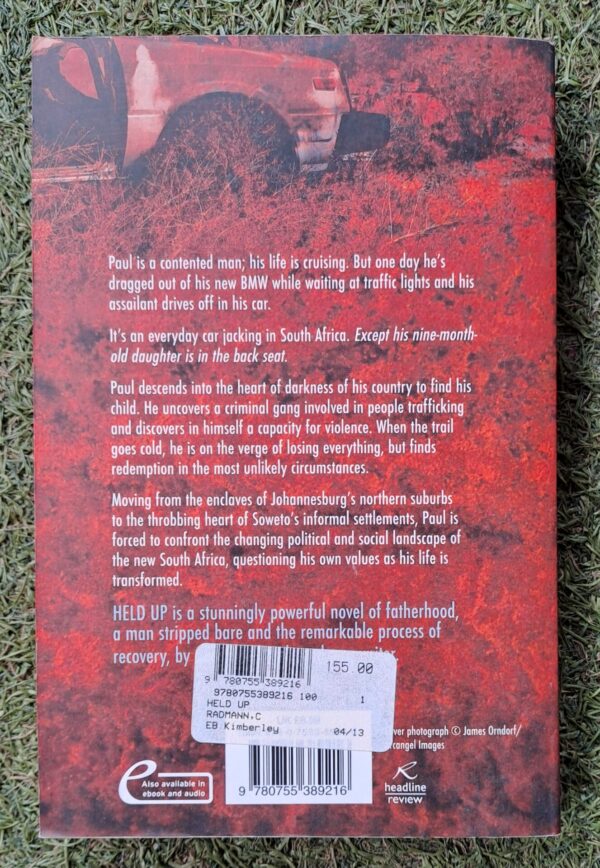 Paul is a contented man; his life is cruising. But one day he's
dragged out of his new BMW while waiting at traffic lights and his
assailant drives off in his car.
It's an everyday car jacking in South Africa. Except his nine-month-
old daughter is in the back seat.
Paul descends into the heart of darkness of his country to find his
child. He uncovers a criminal gang involved in people trafficking
and discovers in himself a capacity for violence. When the trail
goes cold, he is on the verge of losing everything, but finds
redemption in the most unlikely circumstances.
Moving from the enclaves of Johannesburg's northern suburbs
to the throbbing heart of Soweto's informal settlements, Paul is
forced to confront the changing political and social landscape of
the new South Africa, questioning his own values as his life is
transformed.
HELD UP is a stunningly powerful novel of fatherhood,
a man stripped bare and the remarkable process of
recovery, by
155.00
9 780755 389216
9780755389216 100 1
HELD UP
RADMANN.C
EB Kimberley 04/13
photograph © James Orndorf/
Images
e
Also available in
ebook and audio
9 780755 389216
R
headline
review